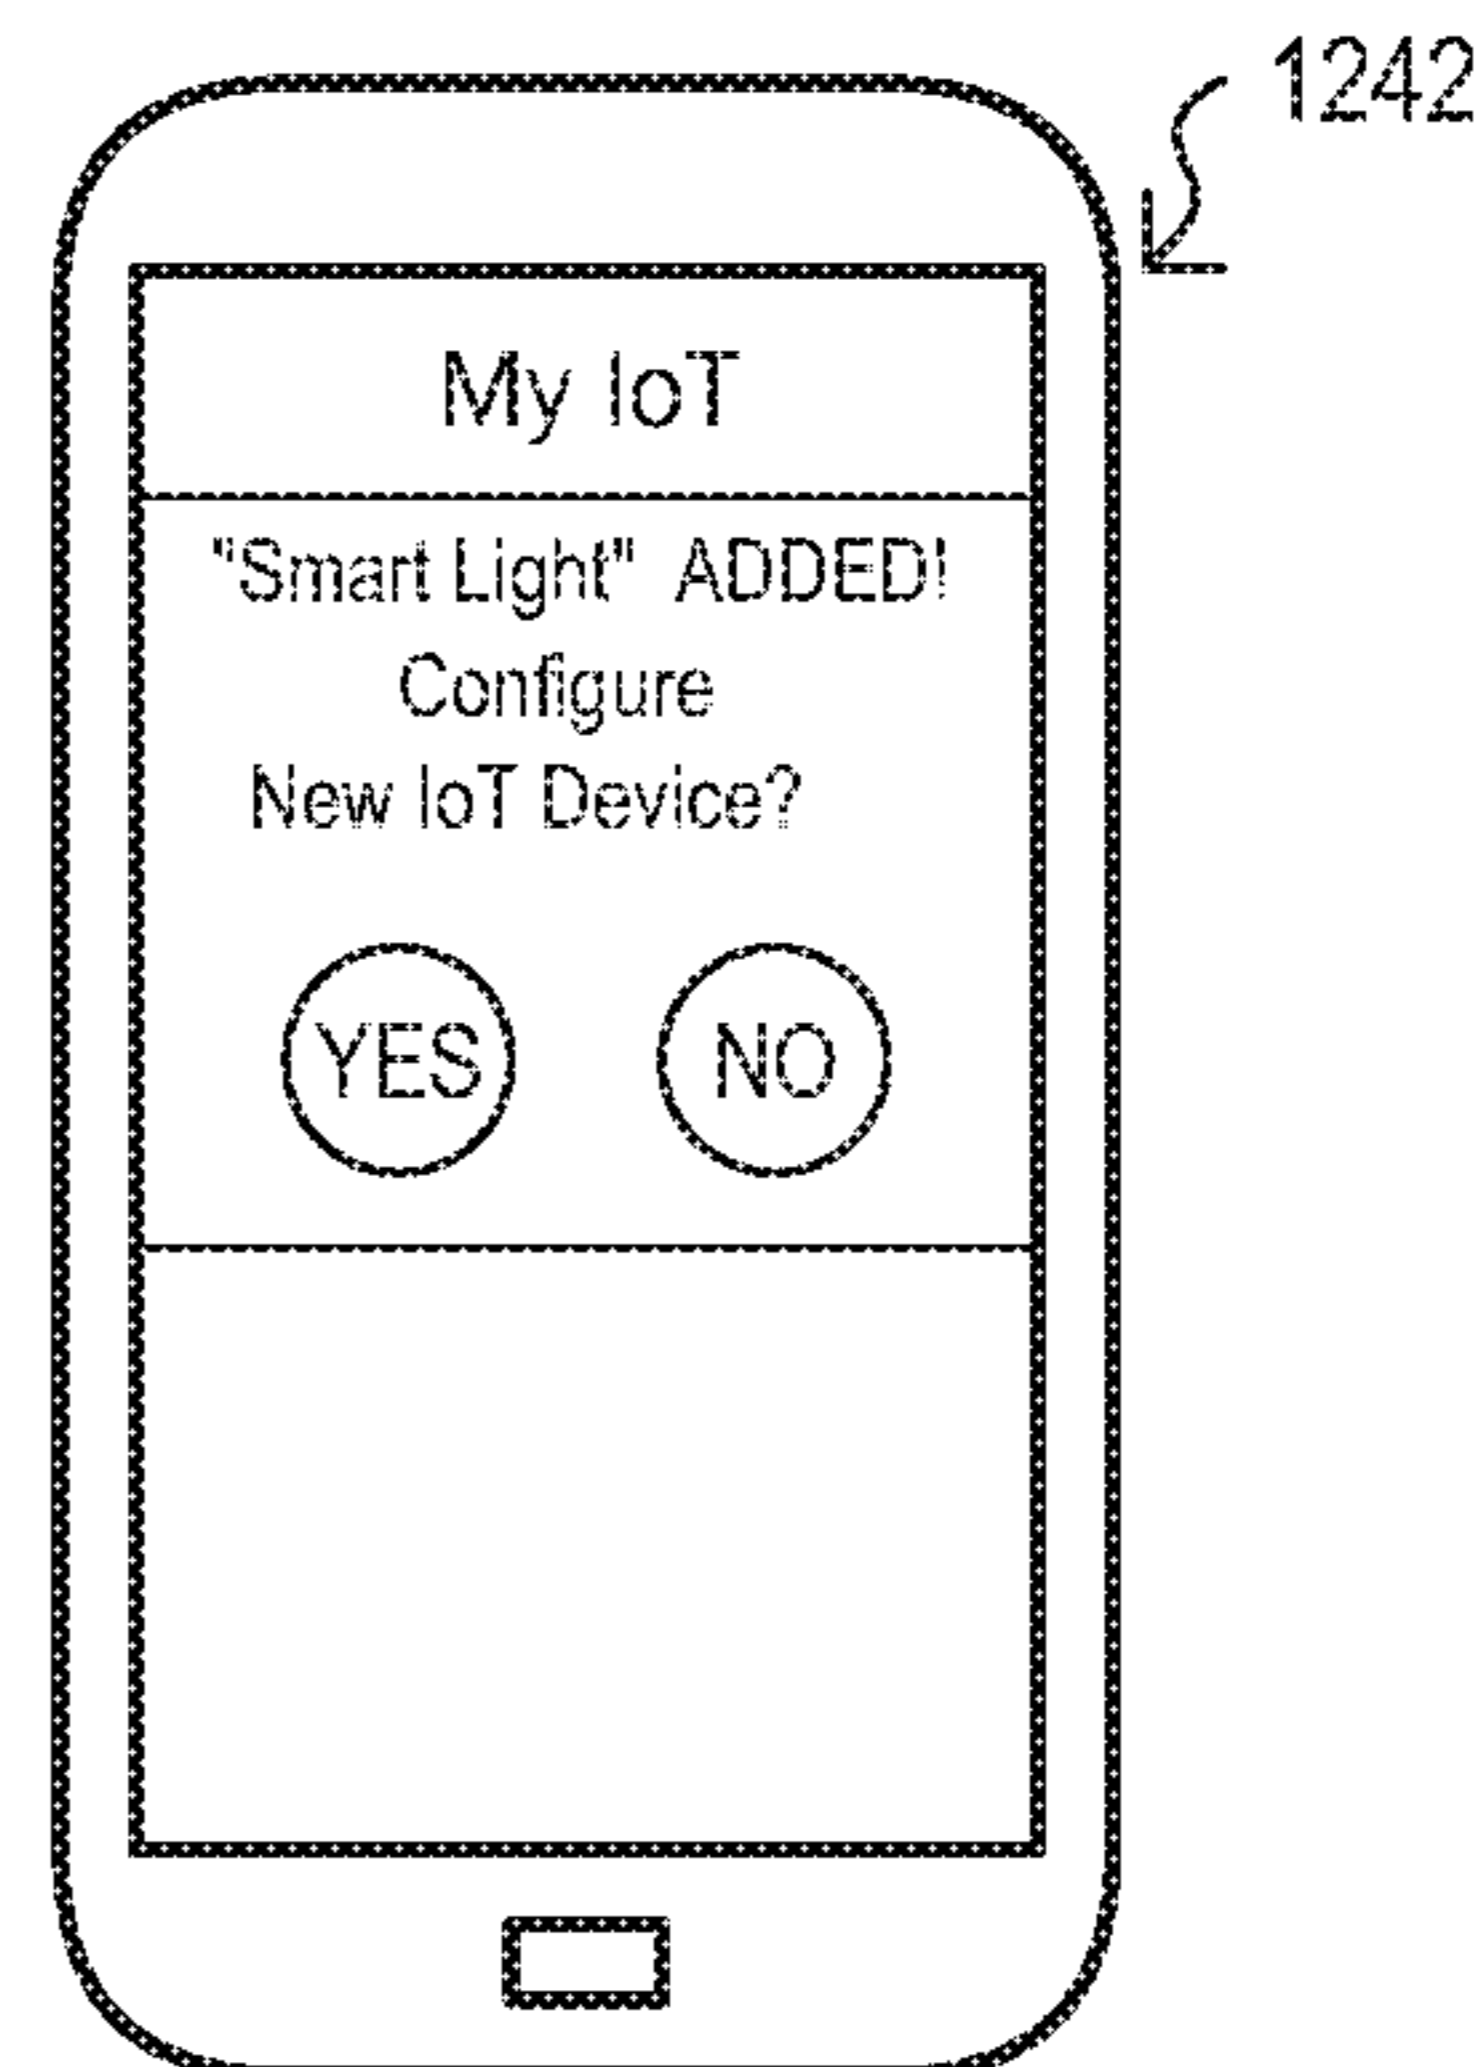 1242
My IoT
"Smart Light" ADDED!
Configure
New IoT Device?
YES NO